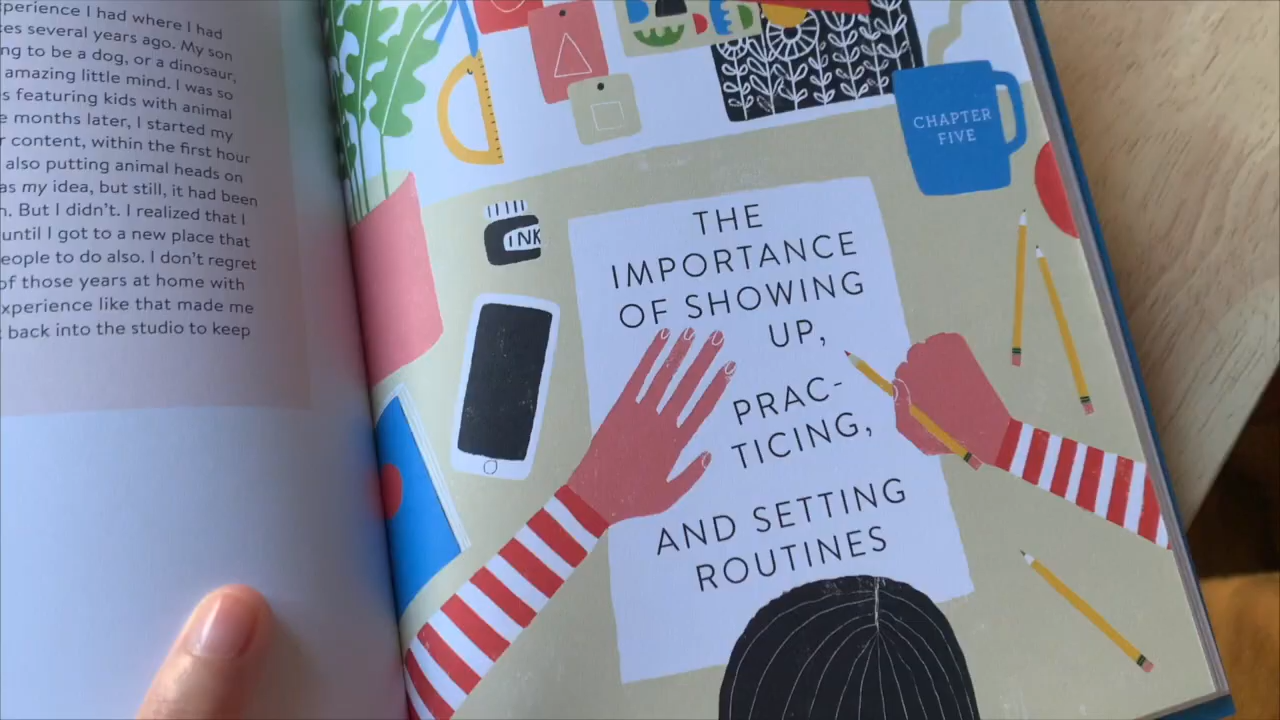 perience I had where I had
es several years ago. My son
ng to be a dog, or a dinosaur,
amazing little mind. I was so
s featuring kids with animal
e months later, I started my
r content, within the first hour
also putting animal heads on
as my idea, but still, it had been
n. But I didn't. I realized that I
until I got to a new place that
eople to do also. I don't regret
of those years at home with
xperience like that made me
back into the studio to keep
CHAPTER
FIVE
INK
THE
IMPORTANCE
OF SHOWING
UP,
PRAC-
TICING,
AND SETTING
ROUTINES